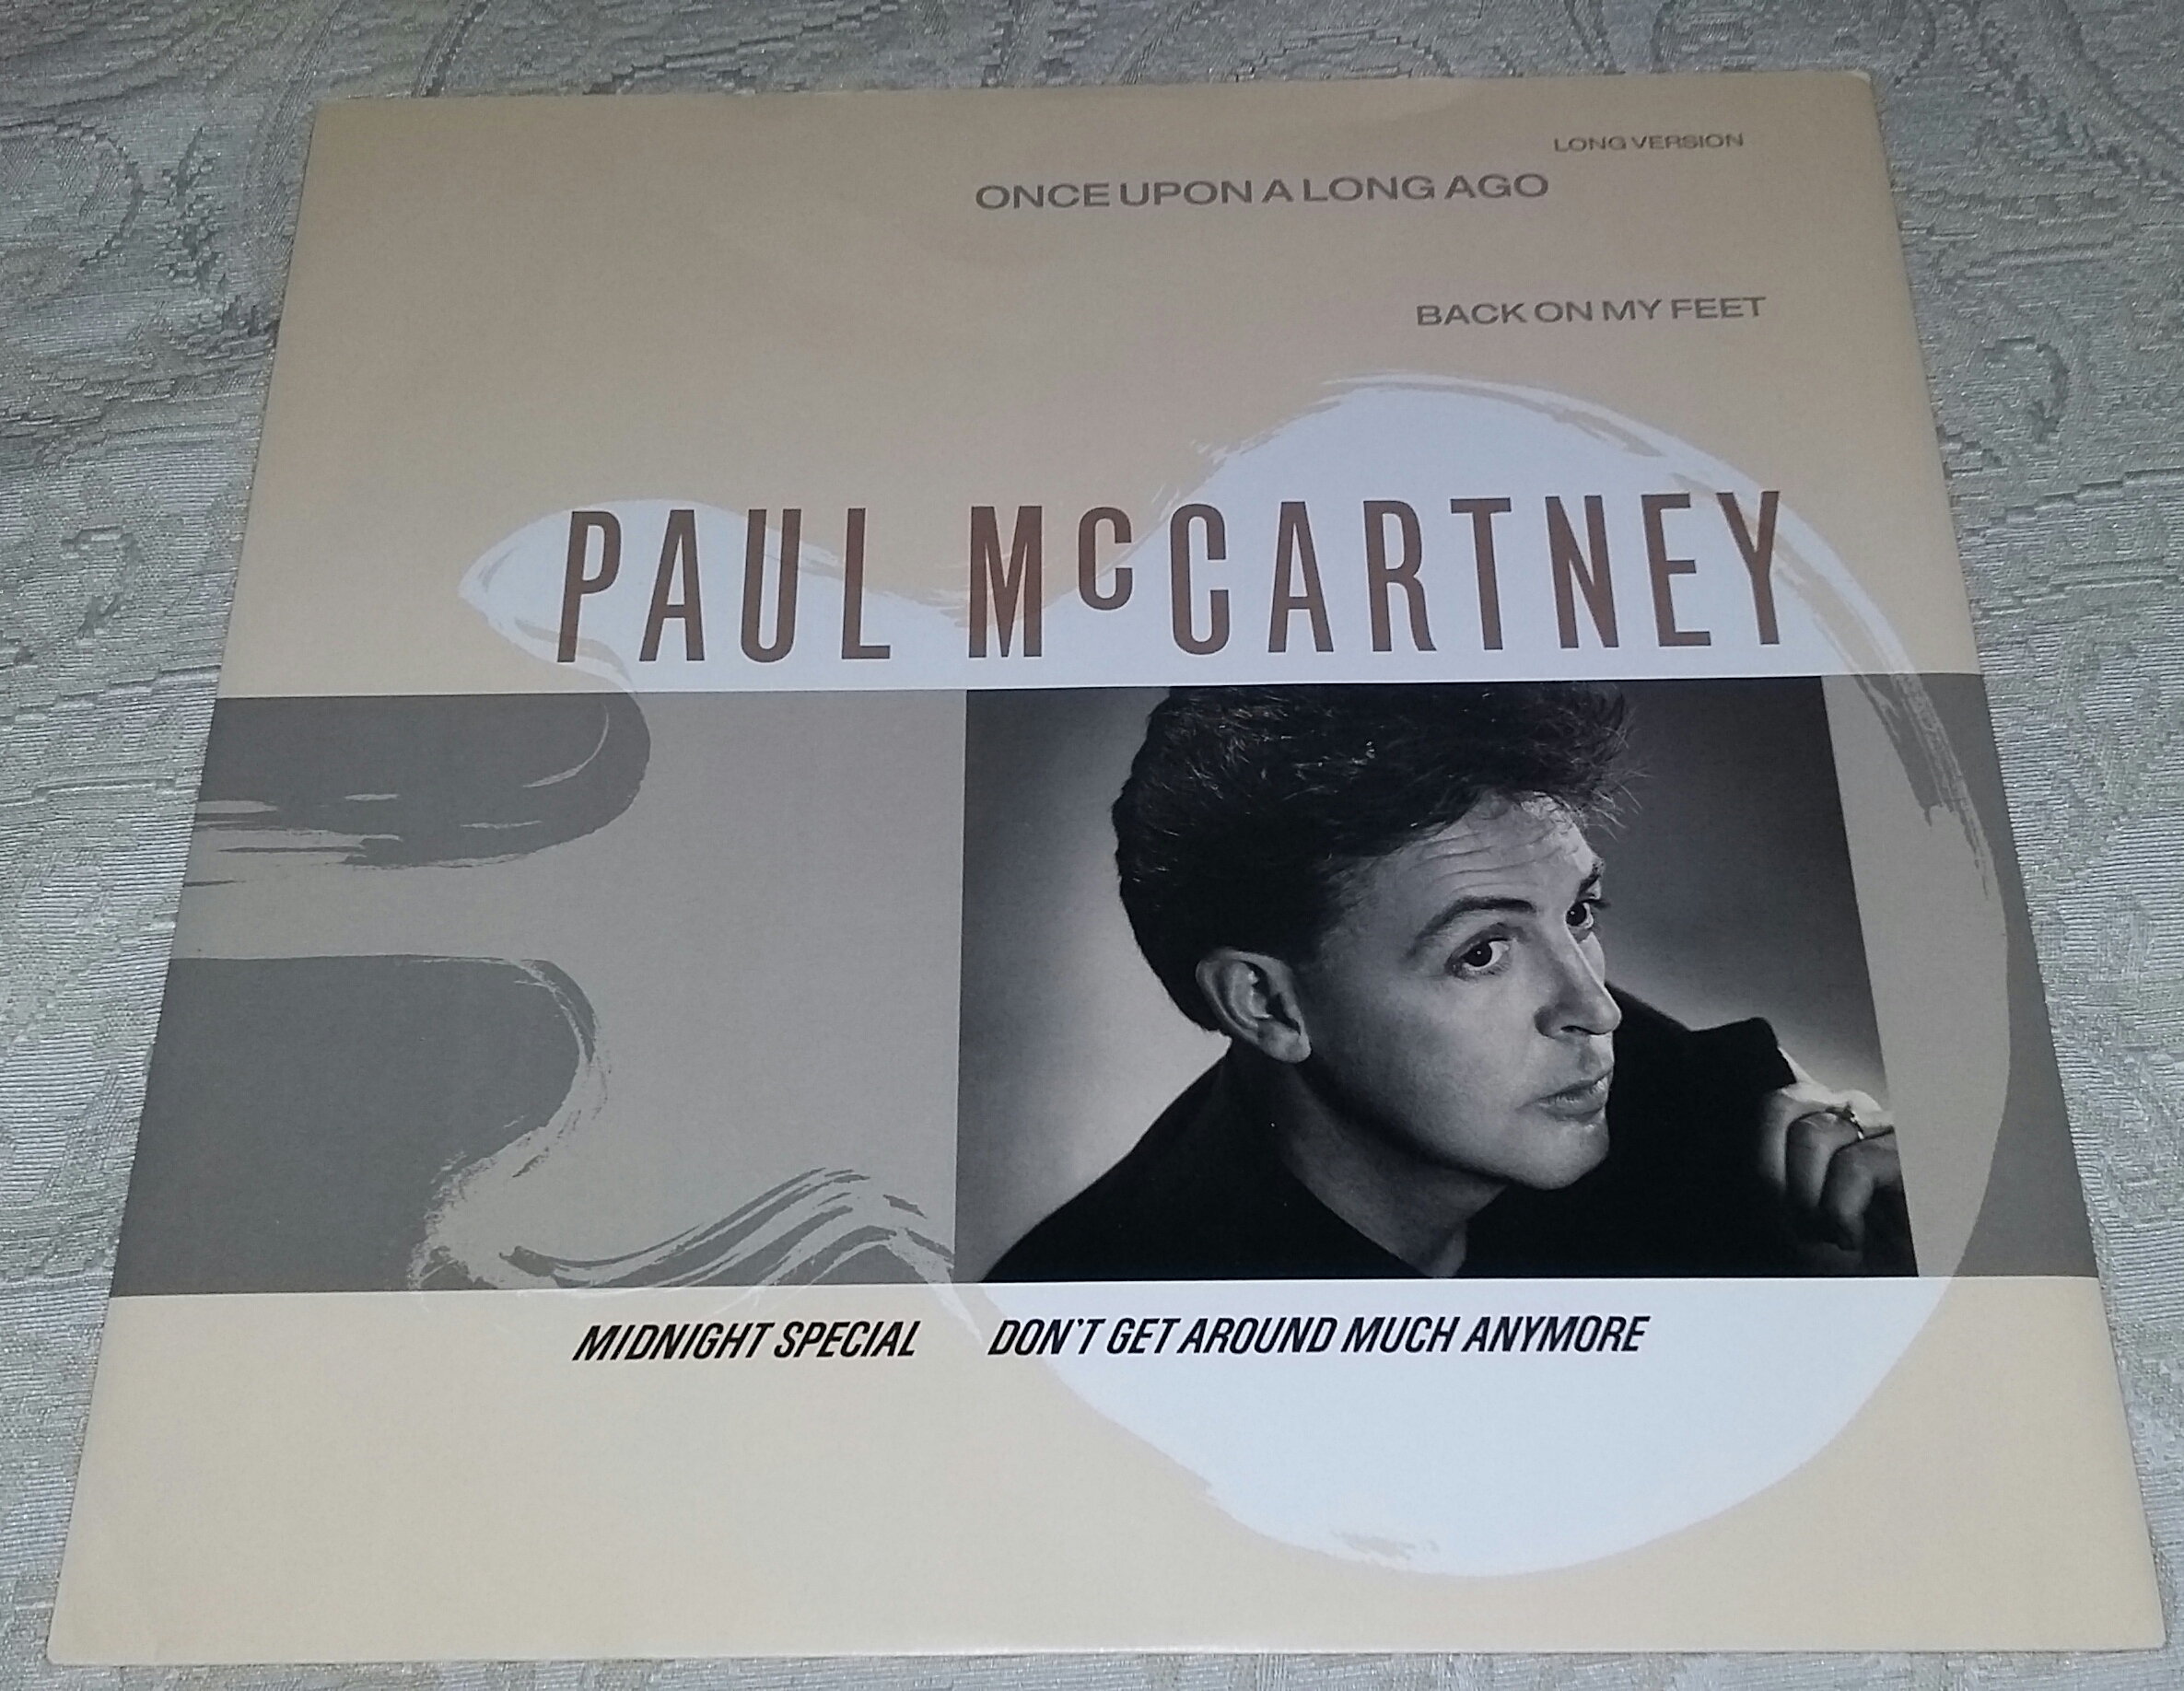 LONG VERSION
ONCE UPON A LONG AGO
BACK ON MY FEET
PAUL McCARTNEY
MIDNIGHT SPECIAL DON'T GET AROUND MUCH ANYMORE